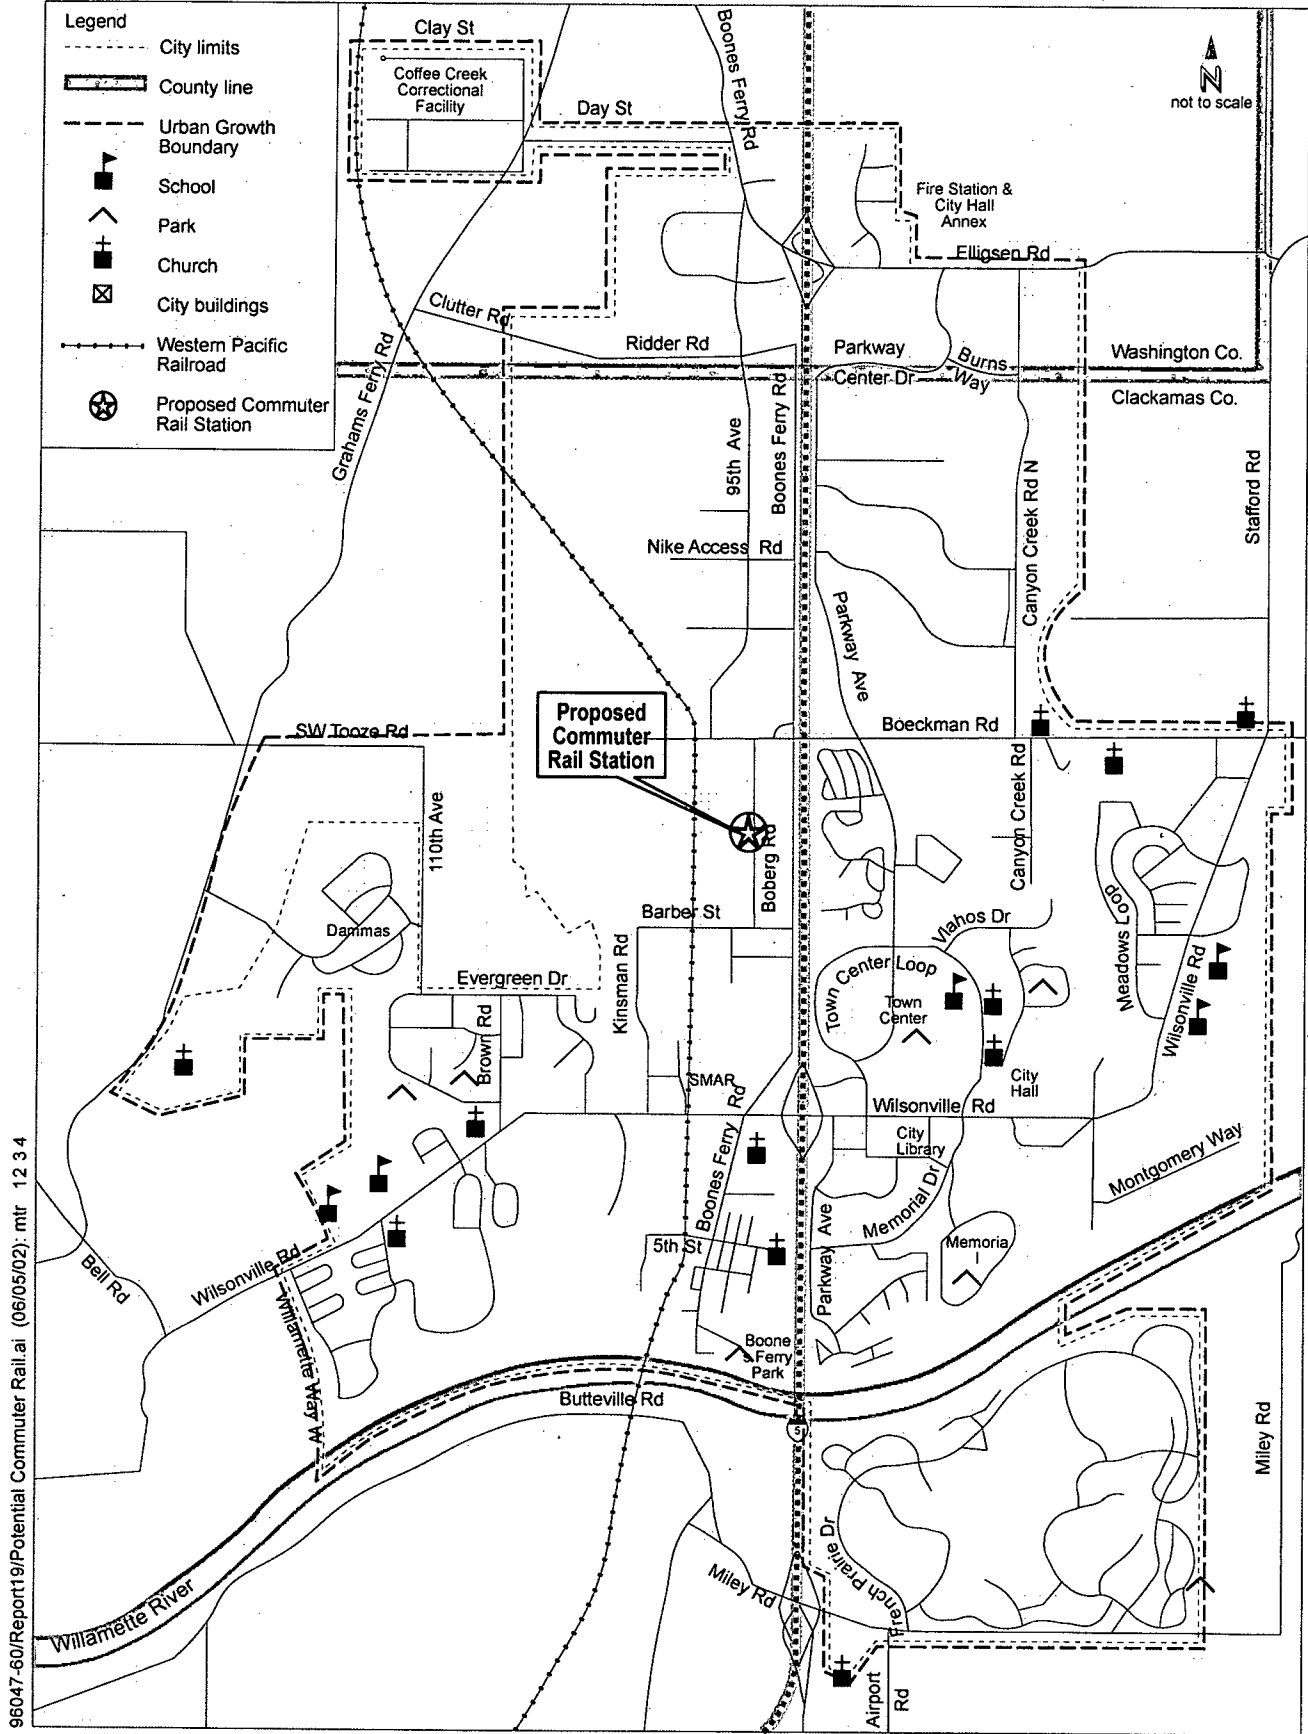 Legend
City limits
County line
Urban Growth
Boundary
School
Park
Church
City buildings
Western Pacific
Railroad
Proposed Commuter
Rail Station
Clay St
Coffee Creek
Correctional
Facility
Day St
Boones Ferry Rd
N
not to scale
Fire Station &
City Hall
Annex
Elligsen Rd
Clutter Rd
Ridder Rd
Parkway
Center Dr
Burns
Way
Washington Co.
Clackamas Co.
Grahams Ferry Rd
95th Ave
Boones Ferry Rd
Canyon Creek Rd N
Stafford Rd
Nike Access Rd
Parkway Ave
SW Tooze Rd
Proposed
Commuter
Rail Station
Boeckman Rd
110th Ave
Boberg Rd
Canyon Creek Rd
Meadows Loop
Dammas
Barber St
Vlahos Dr
Evergreen Dr
Kinsman Rd
Town Center Loop
Town
Center
Wilsonville Rd
Brown Rd
SMAR
City
Hall
Wilsonville Rd
Boones Ferry Rd
City
Library
Montgomery Way
Memorial Dr
Parkway Ave
5th St
Memoria
l
Bell Rd
Wilsonville Rd
Willamette Way W
Boone
s Ferry
Park
Butteville Rd
5
Miley Rd
French Prairie Dr
Miley Rd
Willamette River
Airport
Rd
96047-60/Report19/Potential Commuter Rail.ai (06/05/02): mtr 12 3 4